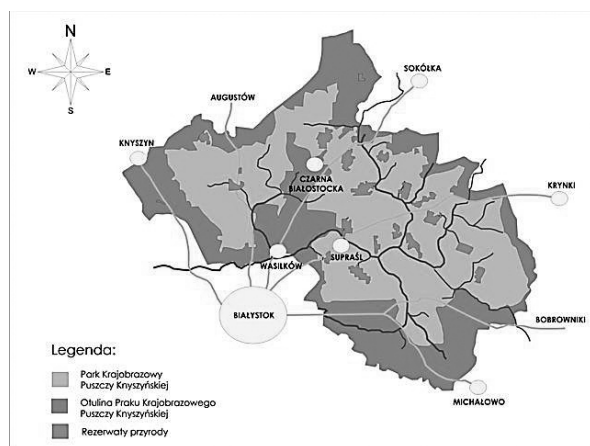 N
W E
S
SOKÓŁKA
AUGUSTÓW
KNYSZYN
CZARNA
BIAŁOSTOCKA
KRYNKI
WASILKÓW
SUPRAŚL
BIAŁYSTOK
BOBROWNIKI
MICHAŁOWO
Legenda:
Park Krajobrazowy
Puszczy Knyszyńskiej
Otulina Praku Krajobrazowego
Puszczy Knyszyńskiej
Rezerwaty przyrody